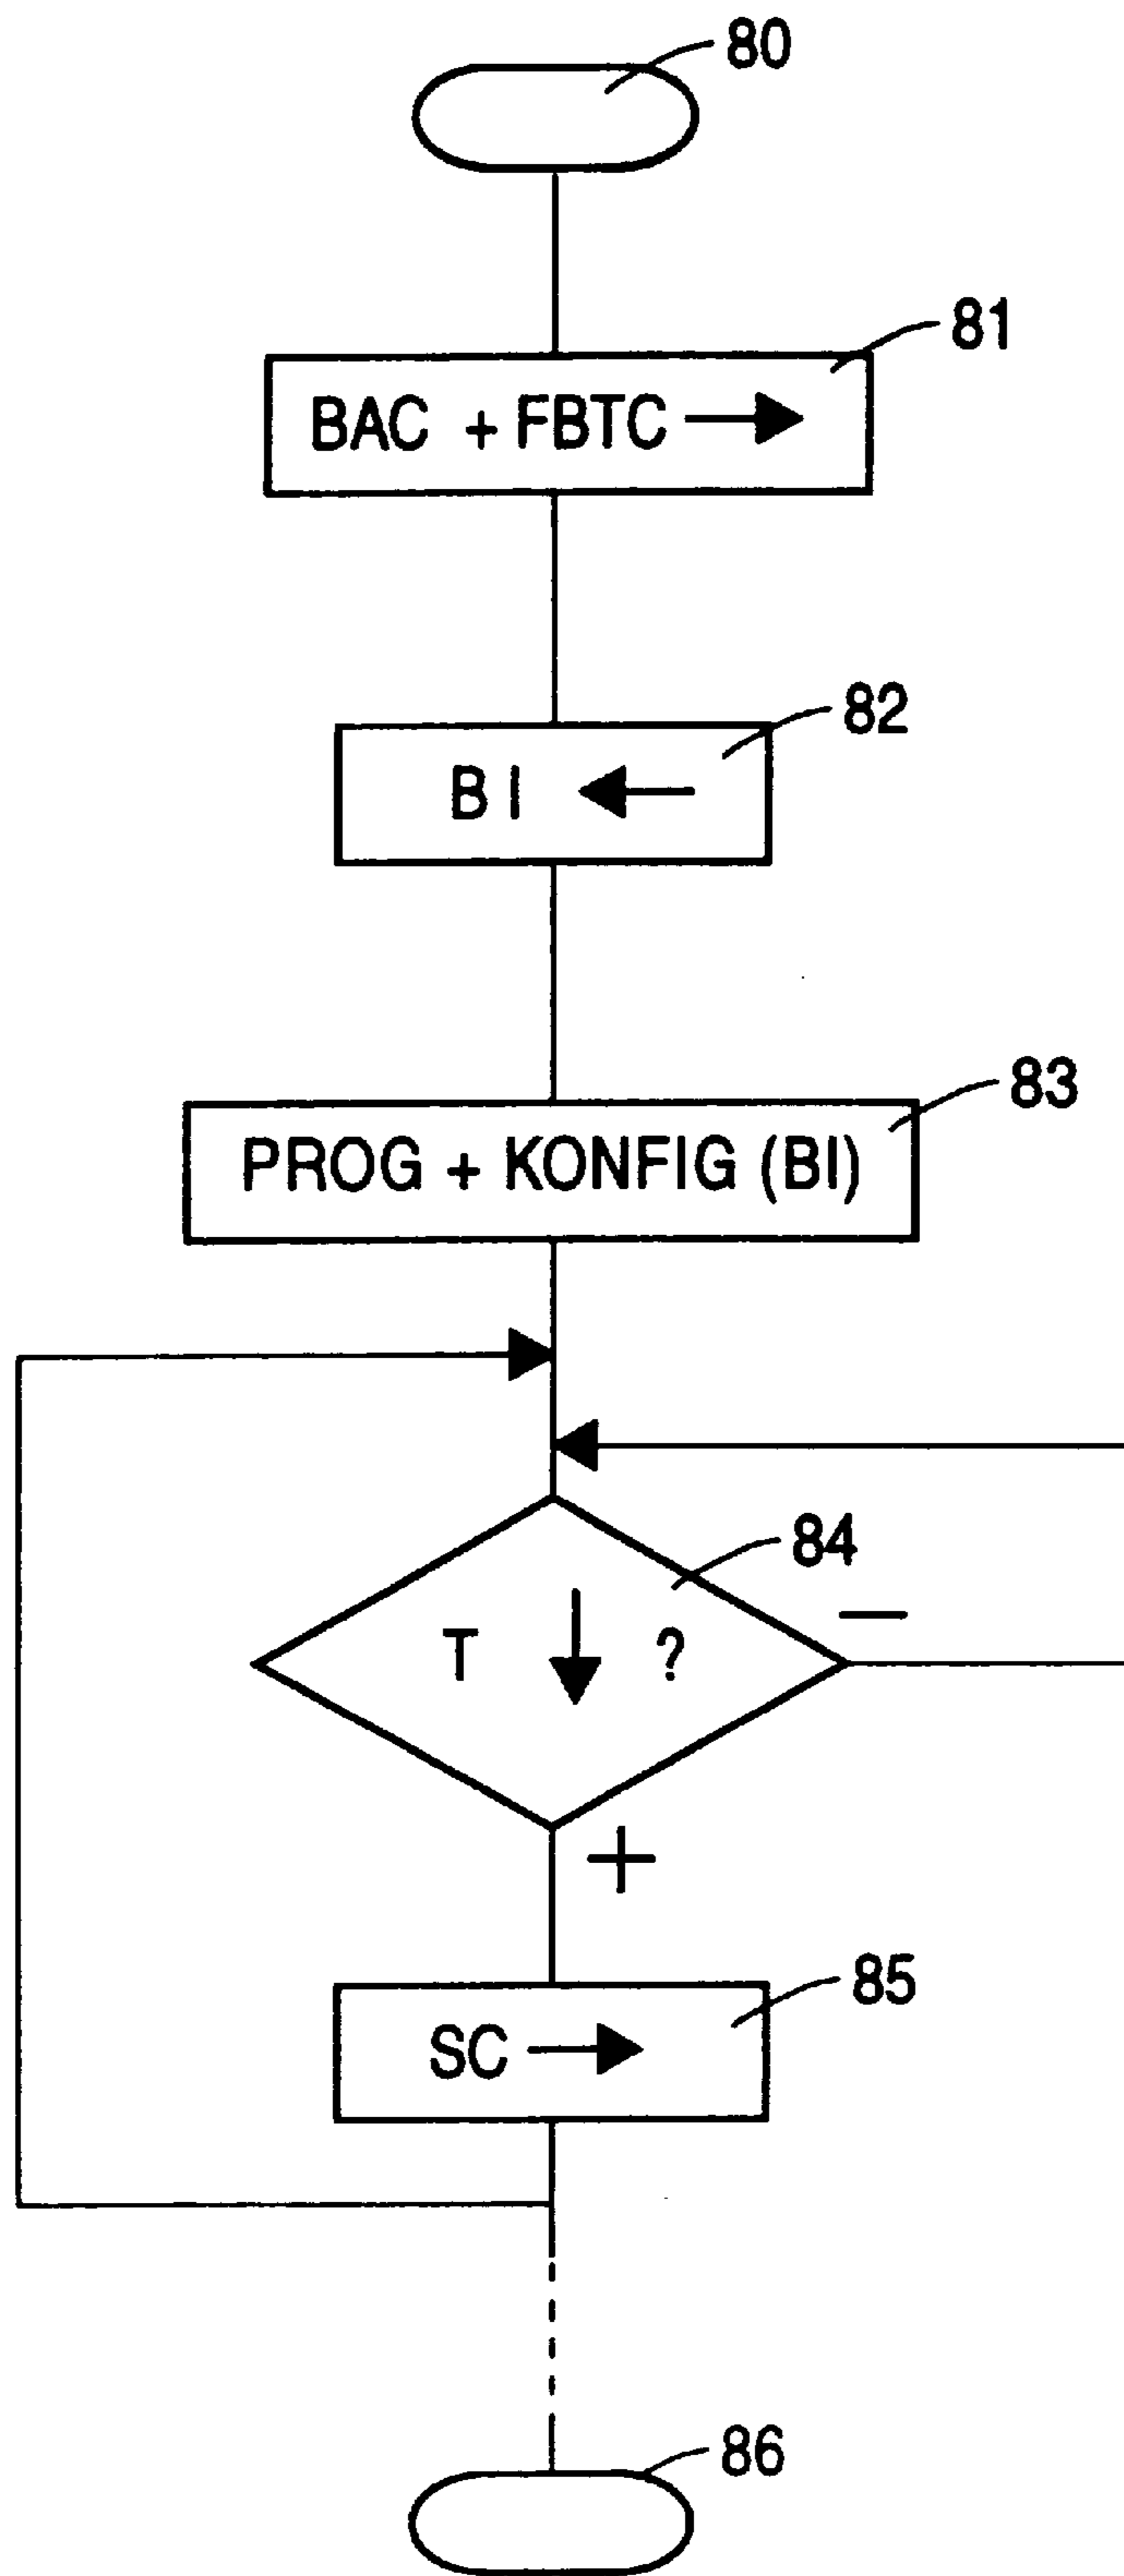 80
81
BAC + FBTC →
82
B I ←
83
PROG + KONFIG (BI)
84
T ↓ ?
−
+
85
SC →
86